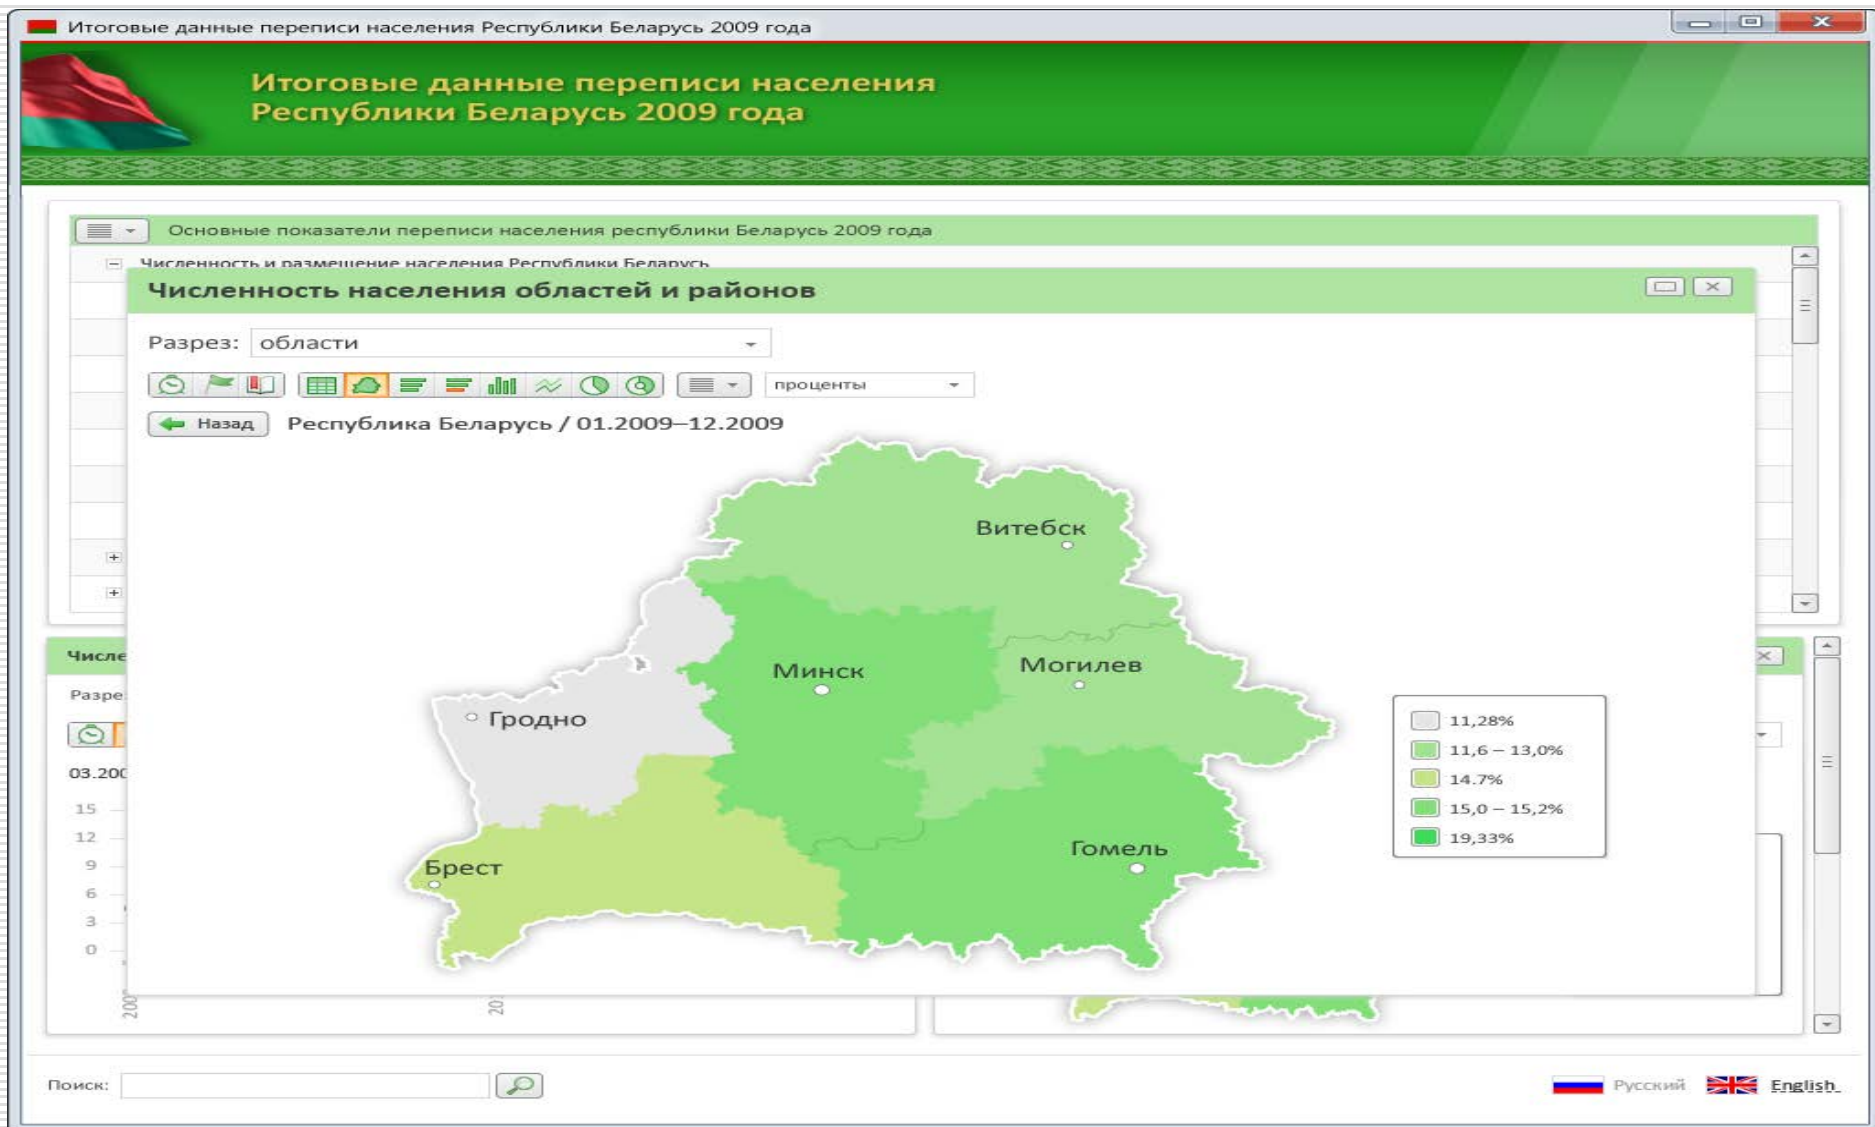 Итоговые данные переписи населения Республики Беларусь 2009 года
Итоговые данные переписи населения
Республики Беларусь 2009 года
Основные показатели переписи населения республики Беларусь 2009 года
Численность и размещение населения Республики Беларусь
Численность населения областей и районов
Разрез: области
проценты
Назад
Республика Беларусь / 01.2009–12.2009
Витебск
Минск
Могилев
Гродно
Гомель
Брест
11,28%
11,6 – 13,0%
14.7%
15,0 – 15,2%
19,33%
Числе
Разре
03.200
15
12
9
6
3
0
200
201
Поиск:
Русский
English